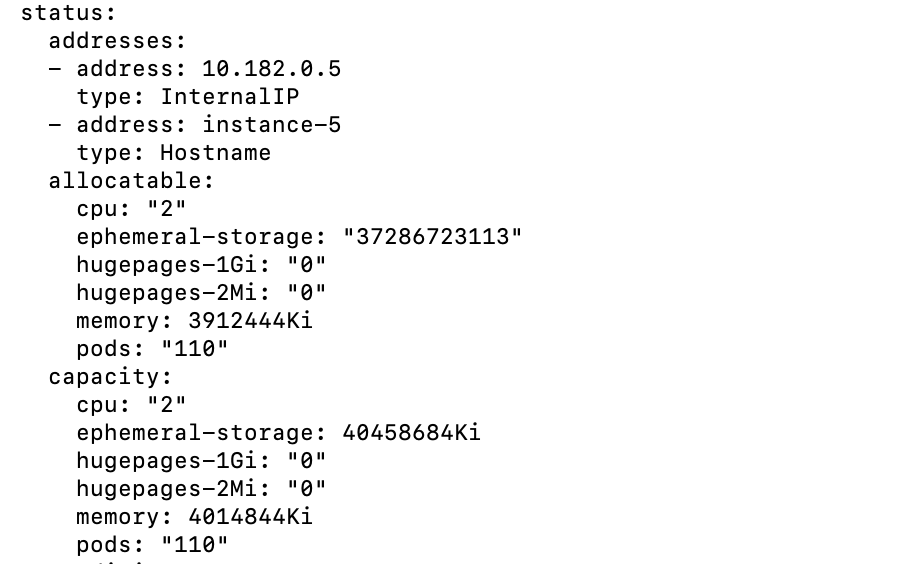 status:
  addresses:
  - address: 10.182.0.5
    type: InternalIP
  - address: instance-5
    type: Hostname
  allocatable:
    cpu: "2"
    ephemeral-storage: "37286723113"
    hugepages-1Gi: "0"
    hugepages-2Mi: "0"
    memory: 3912444Ki
    pods: "110"
  capacity:
    cpu: "2"
    ephemeral-storage: 40458684Ki
    hugepages-1Gi: "0"
    hugepages-2Mi: "0"
    memory: 4014844Ki
    pods: "110"